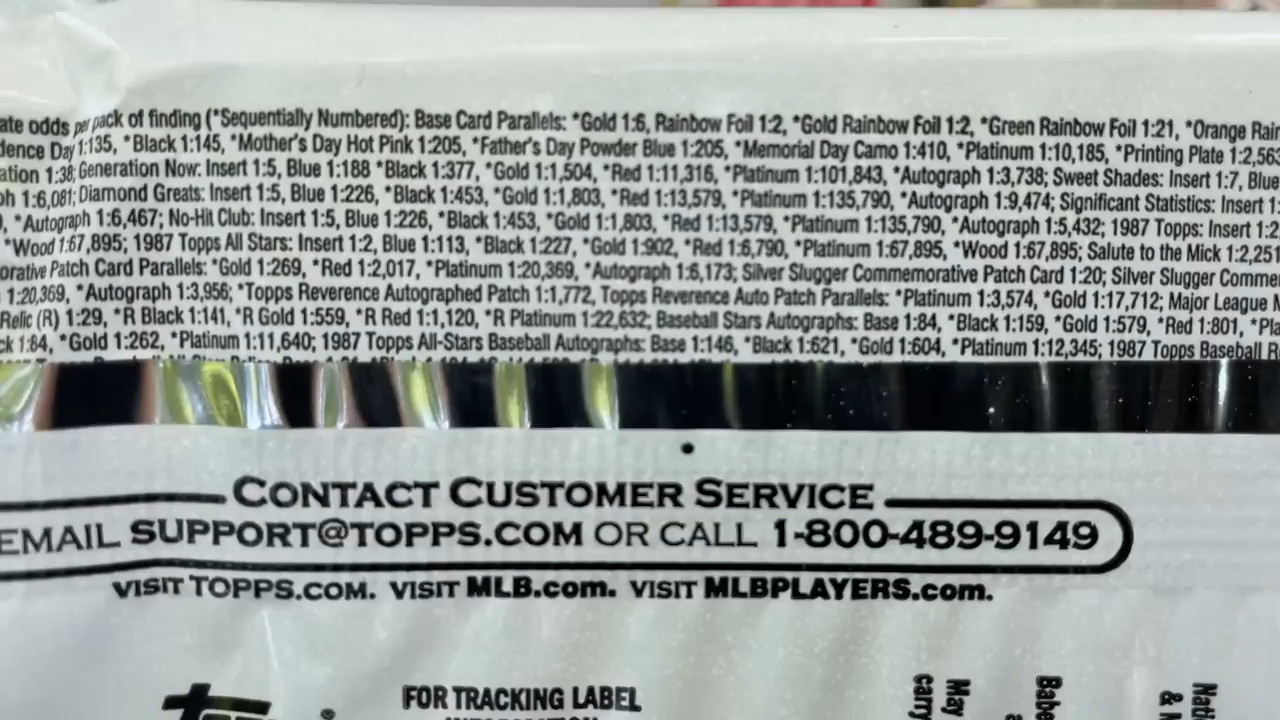 ate odds per pack of finding (*Sequentially Numbered): Base Card Parallels: *Gold 1:6, Rainbow Foil 1:2, *Gold Rainbow Foil 1:2, *Green Rainbow Foil 1:21, *Orange Rain
dence Day 1:135, *Black 1:145, *Mother's Day Hot Pink 1:205, *Father's Day Powder Blue 1:205, *Memorial Day Camo 1:410, *Platinum 1:10,185, *Printing Plate 1:2,563
ation 1:38; Generation Now: Insert 1:5, Blue 1:188 *Black 1:377, *Gold 1:1,504, *Red 1:11,316, *Platinum 1:101,843, *Autograph 1:3,738; Sweet Shades: Insert 1:7, Blue
ph 1:6,081; Diamond Greats: Insert 1:5, Blue 1:226, *Black 1:453, *Gold 1:1,803, *Red 1:13,579, *Platinum 1:135,790, *Autograph 1:9,474; Significant Statistics: Insert 1:
, *Autograph 1:6,467; No-Hit Club: Insert 1:5, Blue 1:226, *Black 1:453, *Gold 1:1,803, *Red 1:13,579, *Platinum 1:135,790, *Autograph 1:5,432; 1987 Topps: Insert 1:2
*Wood 1:67,895; 1987 Topps All Stars: Insert 1:2, Blue 1:113, *Black 1:227, *Gold 1:902, *Red 1:6,790, *Platinum 1:67,895, *Wood 1:67,895; Salute to the Mick 1:2,251
orative Patch Card Parallels: *Gold 1:269, *Red 1:2,017, *Platinum 1:20,369, *Autograph 1:6,173; Silver Slugger Commemorative Patch Card 1:20; Silver Slugger Comme
1:20,369, *Autograph 1:3,956; *Topps Reverence Autographed Patch 1:1,772, Topps Reverence Auto Patch Parallels: *Platinum 1:3,574, *Gold 1:17,712; Major League M
Relic (R) 1:29, *R Black 1:141, *R Gold 1:559, *R Red 1:1,120, *R Platinum 1:22,632; Baseball Stars Autographs: Base 1:84, *Black 1:159, *Gold 1:579, *Red 1:801, *Pla
ck 1:84, *Gold 1:262, *Platinum 1:11,640; 1987 Topps All-Stars Baseball Autographs: Base 1:146, *Black 1:621, *Gold 1:604, *Platinum 1:12,345; 1987 Topps Baseball R
CONTACT CUSTOMER SERVICE
EMAIL SUPPORT@TOPPS.COM OR CALL 1-800-489-9149
VISIT TOPPS.COM. VISIT MLB.com. VISIT MLBPLAYERS.com.
FOR TRACKING LABEL
May
carry
Babe
Nati
&